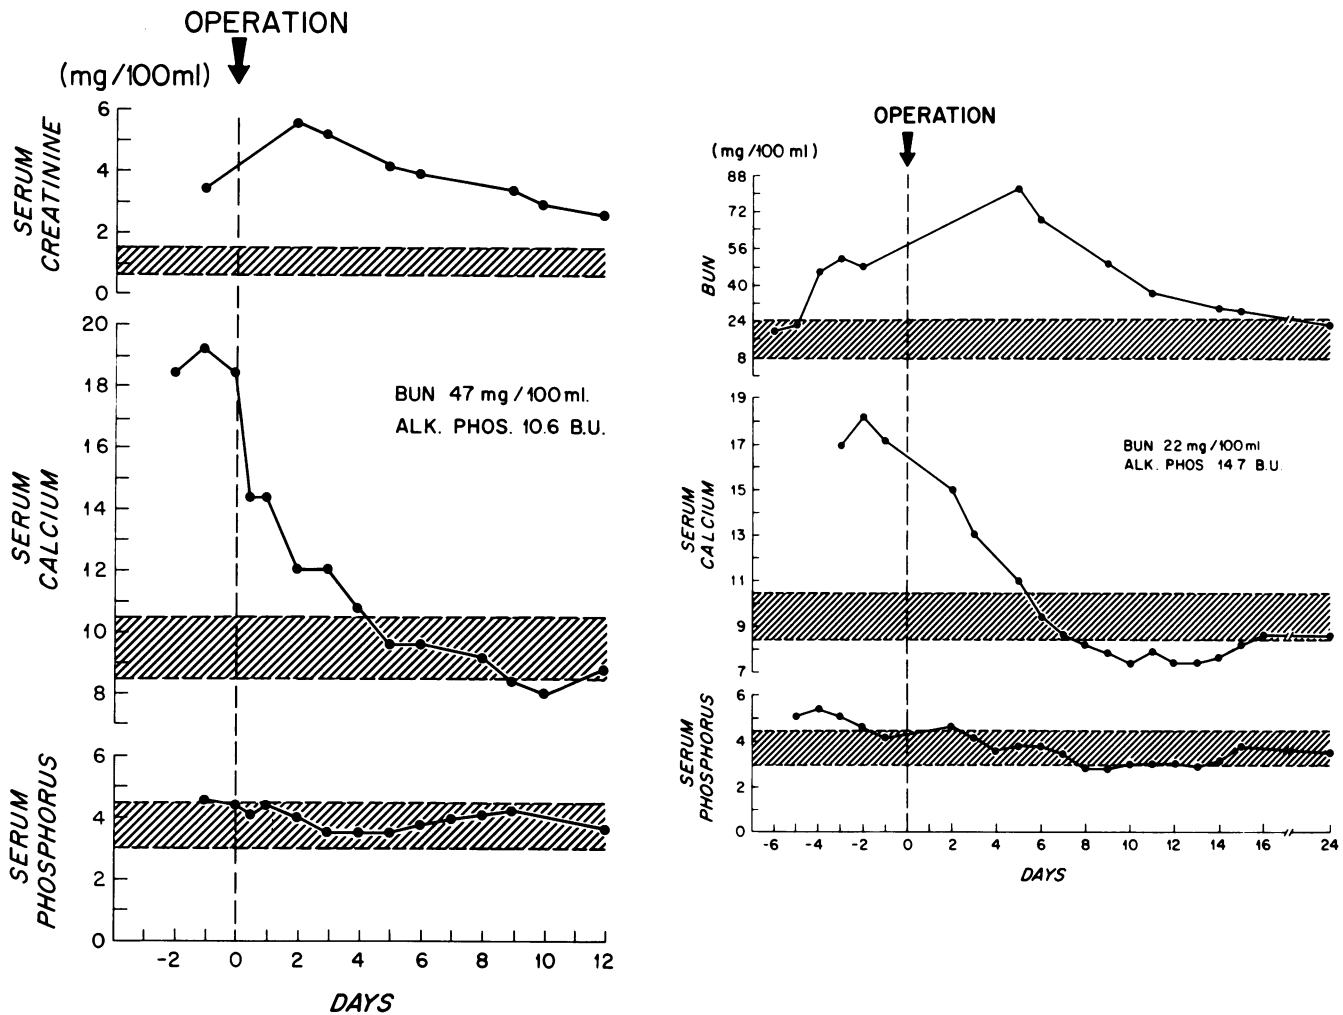 OPERATION
(mg/100ml)
SERUM
CREATININE
6
4
2
0
SERUM
CALCIUM
20
18
16
14
12
10
8
BUN 47 mg/100ml.
ALK. PHOS. 10.6 B.U.
SERUM
PHOSPHORUS
6
4
2
0
-2 0 2 4 6 8 10 12
DAYS
OPERATION
(mg/100 ml)
BUN
88
72
56
40
24
8
SERUM
CALCIUM
19
17
15
13
11
9
7
BUN 22 mg/100ml
ALK. PHOS 14.7 B.U.
SERUM
PHOSPHORUS
6
4
2
0
-6 -4 -2 0 2 4 6 8 10 12 14 16 24
DAYS